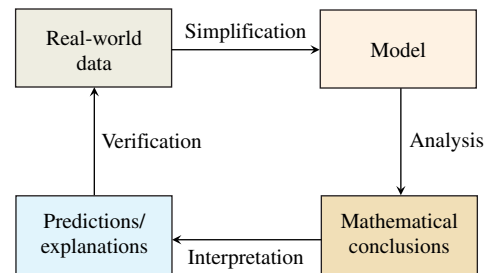 Real-world
data
Simplification
Model
Verification
Analysis
Predictions/
explanations
Interpretation
Mathematical
conclusions